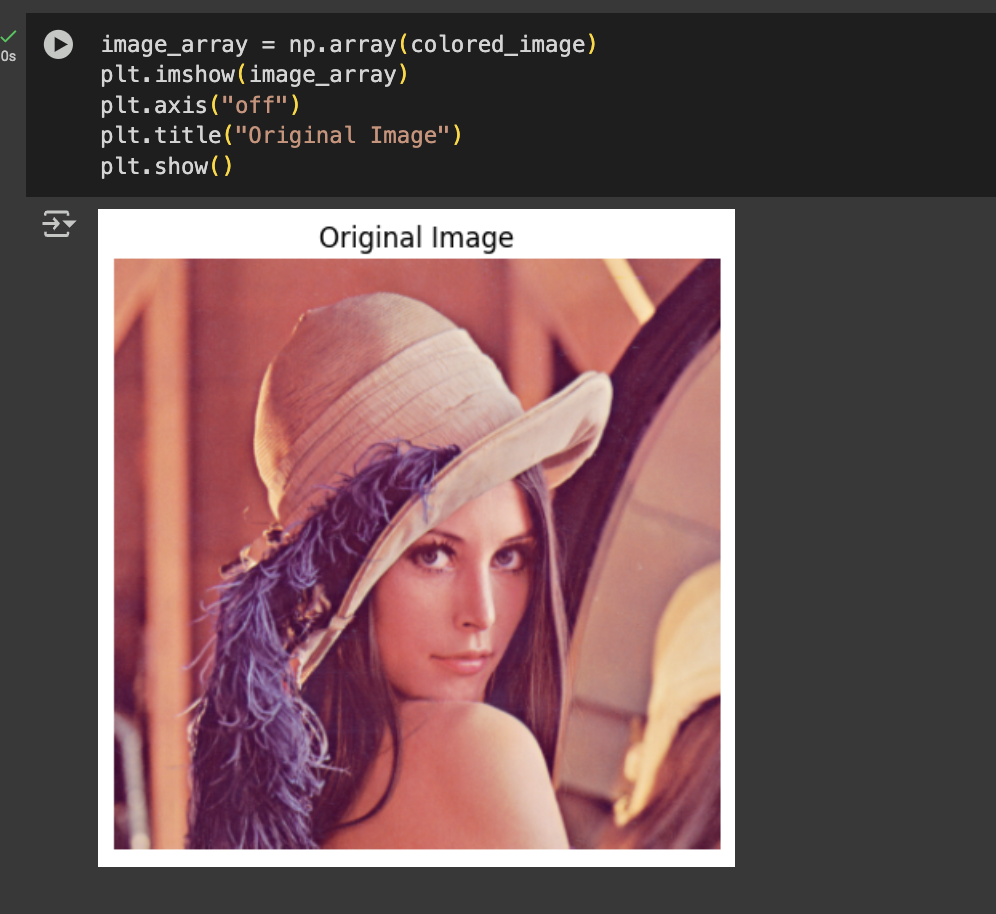 image_array = np.array(colored_image)
plt.imshow(image_array)
plt.axis("off")
plt.title("Original Image")
plt.show()
0s
Original Image